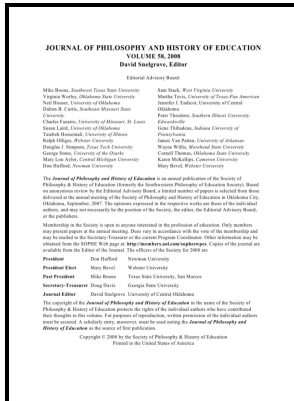 JOURNAL OF PHILOSOPHY AND HISTORY OF EDUCATION
VOLUME 58, 2008
David Snelgrove, Editor
Editorial Advisory Board:
Mike Boone, Southwest Texas State University
Virginia Worley, Oklahoma State University
Neil Houser, University of Oklahoma
Dalton B. Curtis, Southeast Missouri State
University
Charles Fazzaro, University of Missouri, St. Louis
Susan Laird, University of Oklahoma
Taubah Hossainali, University of Illinois
Ralph Olliges, Webster University
Douglas J. Simpson, Texas Tech University
George Stone, University of the Ozarks
Mary Lou Aylor, Central Michigan University
Don Hufford, Newman University
Sam Stack, West Virginia University
Martha Tevis, University of Texas-Pan American
Jennifer J. Endicott, University of Central
Oklahoma
Peter Theodore, Southern Illinois University,
Edwardsville
Gene Thibadeau, Indiana University of
Pennsylvania
James Van Patten, University of Arkansas
Wayne Willis, Morehead State University
Cornell Thomas, Oklahoma State University
Karen McKellips, Cameron University
Mary Bevel, Webster University
The Journal of Philosophy and History of Education is an annual publication of the Society of
Philosophy & History of Education (formerly the Southwestern Philosophy of Education Society). Based
on anonymous review by the Editorial Advisory Board, a limited number of papers is selected from those
delivered at the annual meeting of the Society of Philosophy and History of Education in Oklahoma City,
Oklahoma, September, 2007. The opinions expressed in the respective works are those of the individual
authors, and may not necessarily be the position of the Society, the editor, the Editorial Advisory Board,
or the publishers.
Membership in the Society is open to anyone interested in the profession of education. Only members
may present papers at the annual meeting. Dues vary in accordance with the vote of the membership and
may be mailed to the Secretary-Treasurer or the current Program Coordinator. Other information may be
obtained from the SOPHE Web page at: http://members.aol.com/sophenpes. Copies of the journal are
available from the Editor of the Journal. The officers of the Society for 2008 are
President Don Hufford Newman University
President Elect Mary Bevel Webster University
Past President Mike Boone Texas State University, San Marcos
Secretary-Treasurer Doug Davis Georgia State University
Journal Editor David Snelgrove University of Central Oklahoma
The copyright of the Journal of Philosophy and History of Education in the name of the Society of
Philosophy & History of Education protects the rights of the individual authors who have contributed
their thoughts to this volume. For purposes of reproduction, written permission of the individual authors
must be secured. A scholarly entry, moreover, must be used noting the Journal of Philosophy and
History of Education as the source of first publication.
Copyright © 2008 by the Society of Philosophy & History of Education
Printed in the United States of America